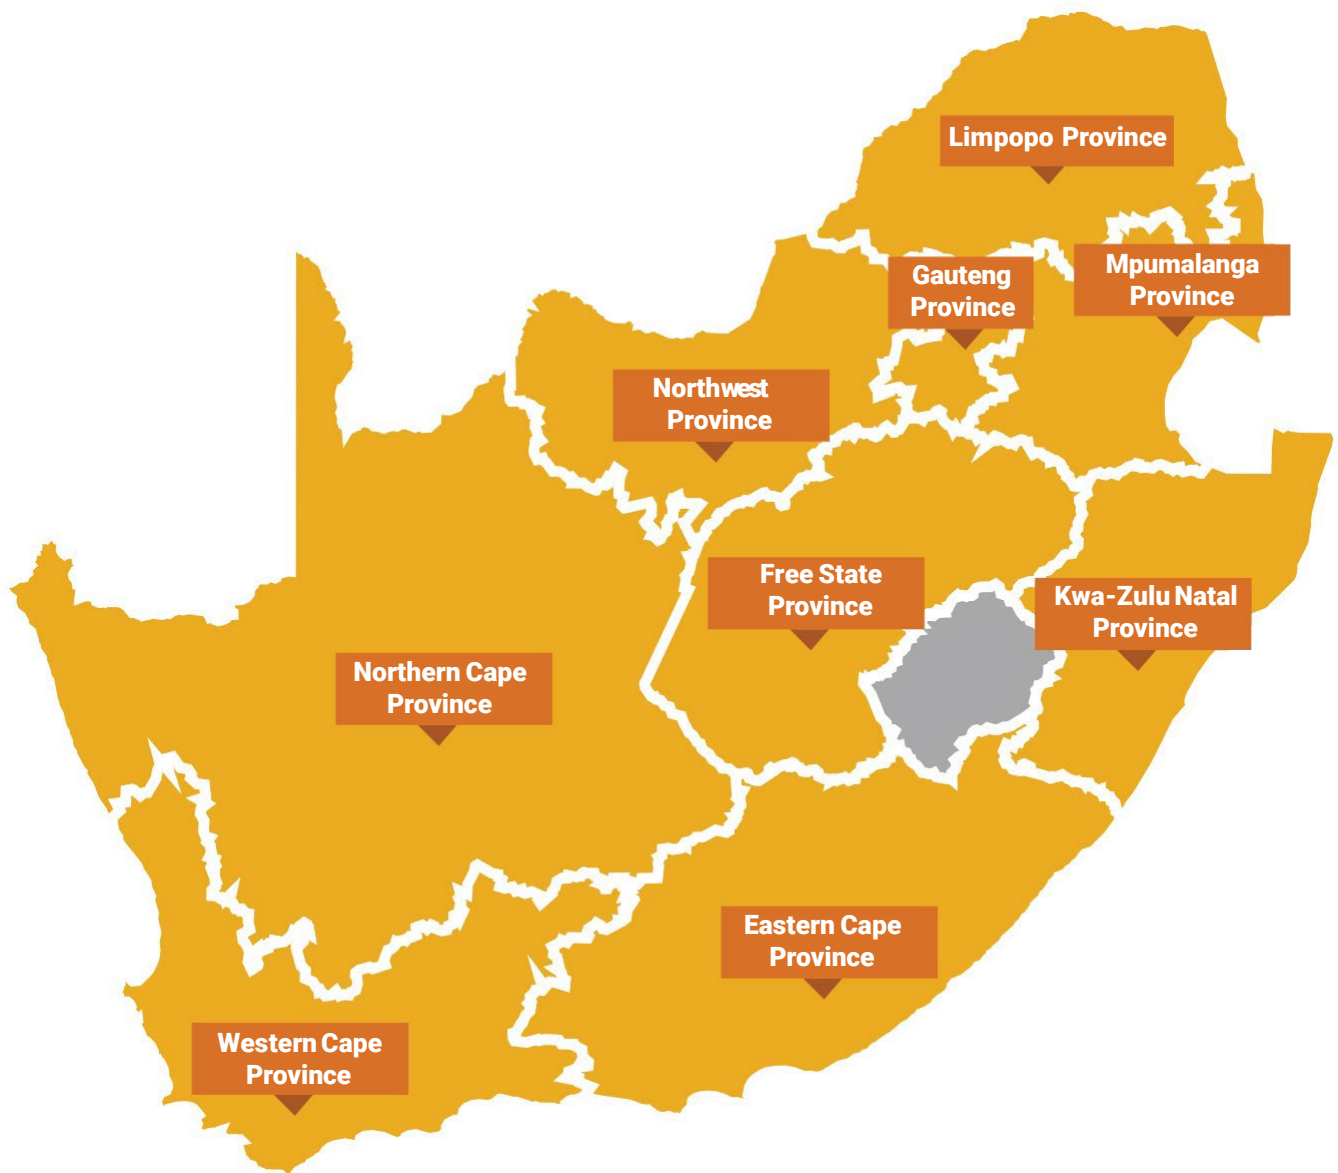 Limpopo Province
Mpumalanga
Province
Gauteng
Province
Northwest
Province
Free State
Province
Kwa-Zulu Natal
Province
Northern Cape
Province
Eastern Cape
Province
Western Cape
Province